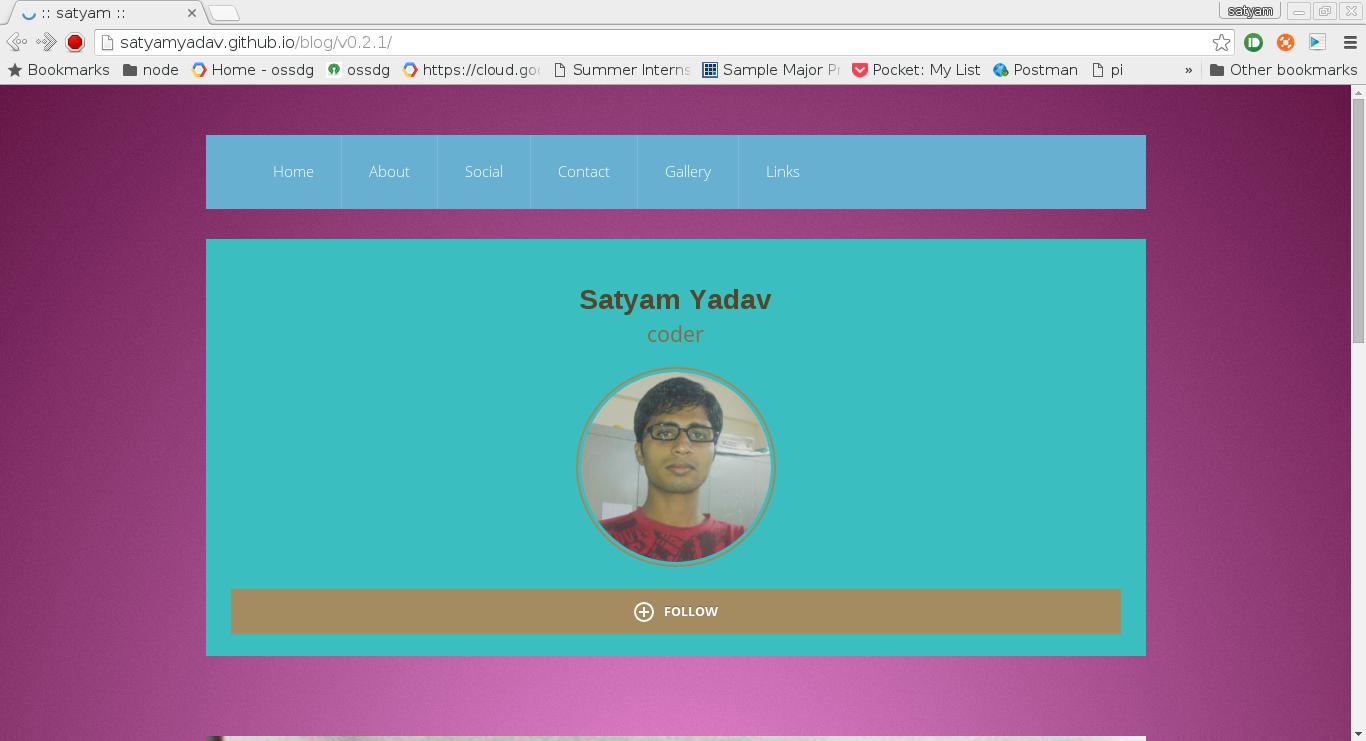 :: satyam ::
satyam
satyamyadav.github.io/blog/v0.2.1/
Bookmarks node Home - ossdg ossdg https://cloud.goo Summer Interns Sample Major Pr Pocket: My List Postman pi » Other bookmarks
Home About Social Contact Gallery Links
Satyam Yadav
coder
FOLLOW